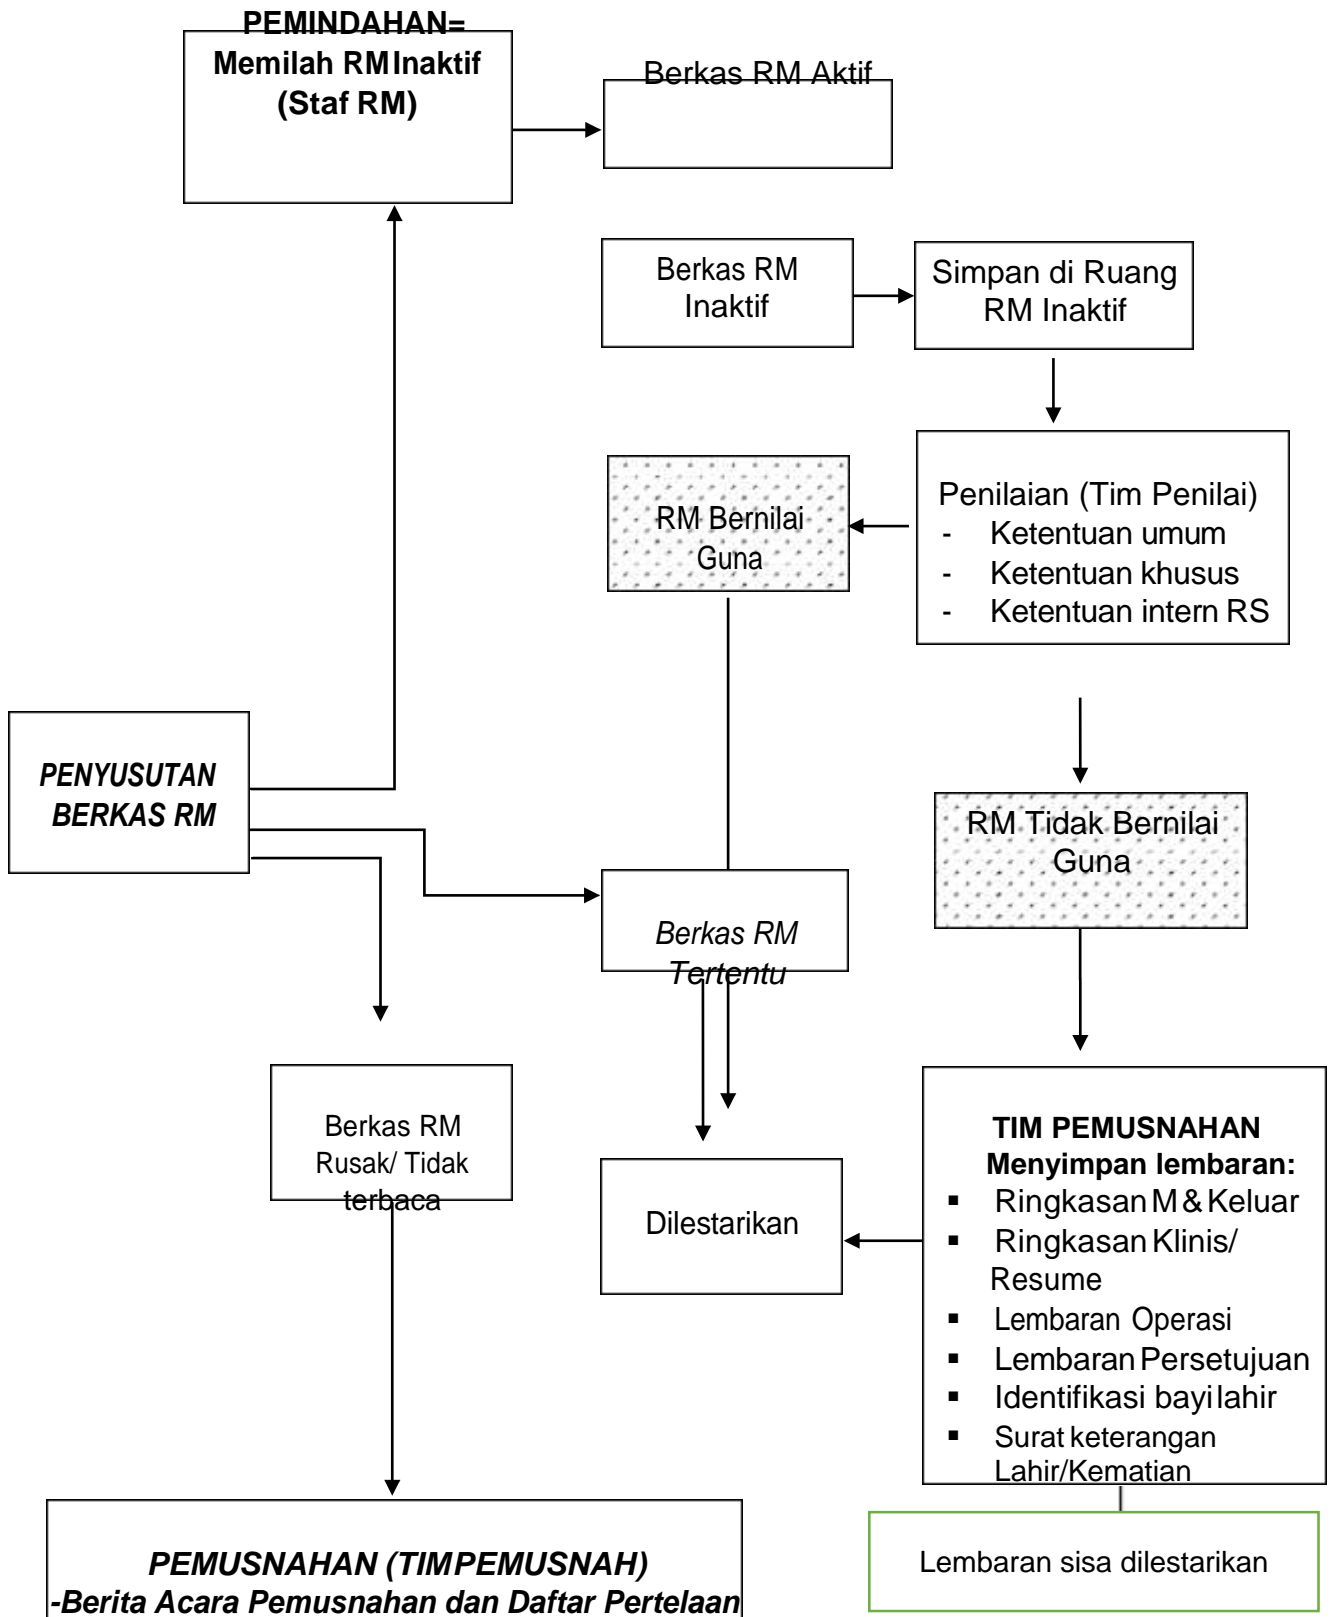 PEMINDAHAN=
Memilah RM Inaktif
(Staf RM)
Berkas RM Aktif
Berkas RM
Inaktif
Simpan di Ruang
RM Inaktif
RM Bernilai
Guna
Penilaian (Tim Penilai)
- Ketentuan umum
- Ketentuan khusus
- Ketentuan intern RS
PENYUSUTAN
BERKAS RM
RM Tidak Bernilai
Guna
Berkas RM
Tertentu
Berkas RM
Rusak/ Tidak
terbaca
Dilestarikan
TIM PEMUSNAHAN
Menyimpan lembaran:
▪ Ringkasan M & Keluar
▪ Ringkasan Klinis/
Resume
▪ Lembaran Operasi
▪ Lembaran Persetujuan
▪ Identifikasi bayi lahir
▪ Surat keterangan
Lahir/Kematian
PEMUSNAHAN (TIM PEMUSNAH)
-Berita Acara Pemusnahan dan Daftar Pertelaan
Lembaran sisa dilestarikan